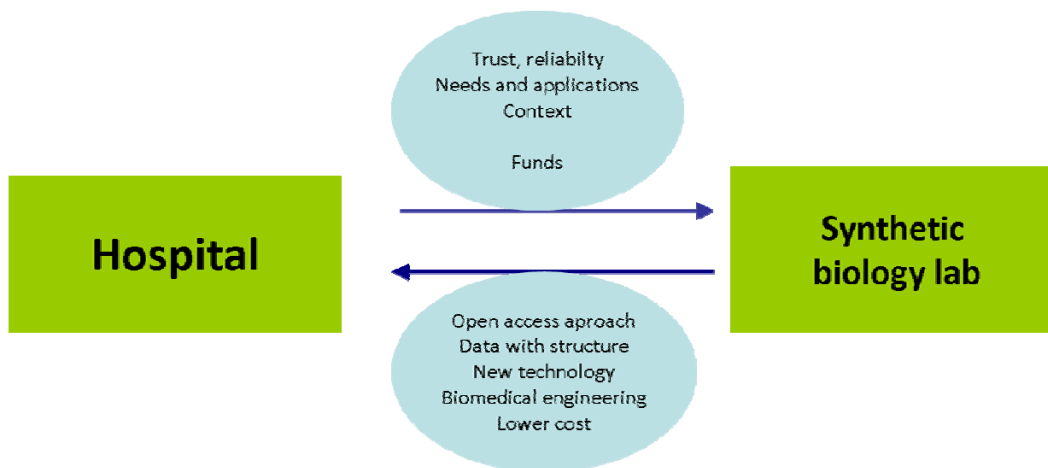 Trust, reliabilty
Needs and applications
Context
Funds
Hospital
Synthetic
biology lab
Open access aproach
Data with structure
New technology
Biomedical engineering
Lower cost